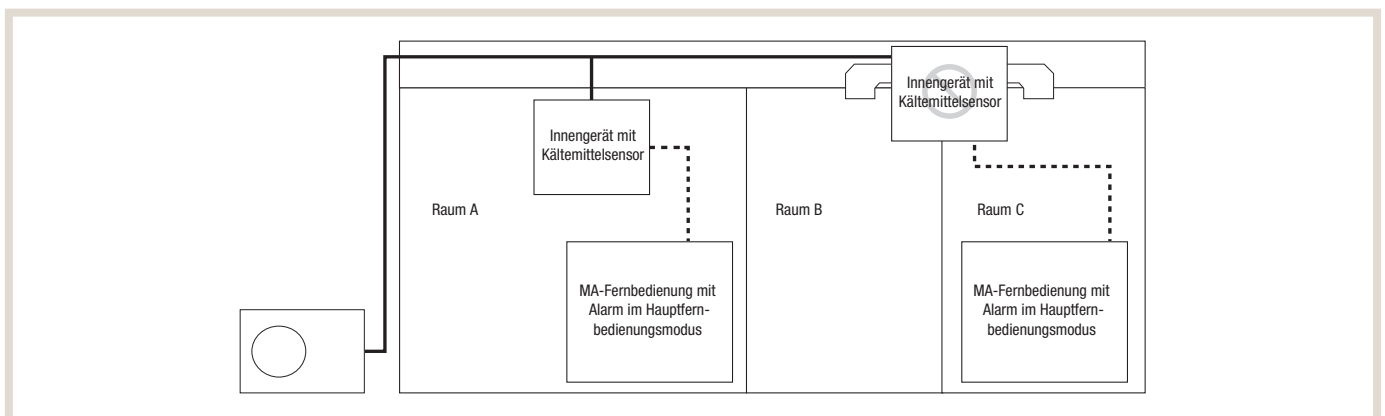 Innengerät mit
Kältemittelsensor
Innengerät mit
Kältemittelsensor
Raum A
Raum B
Raum C
MA-Fernbedienung mit
Alarm im Hauptfern-
bedienungsmodus
MA-Fernbedienung mit
Alarm im Hauptfern-
bedienungsmodus